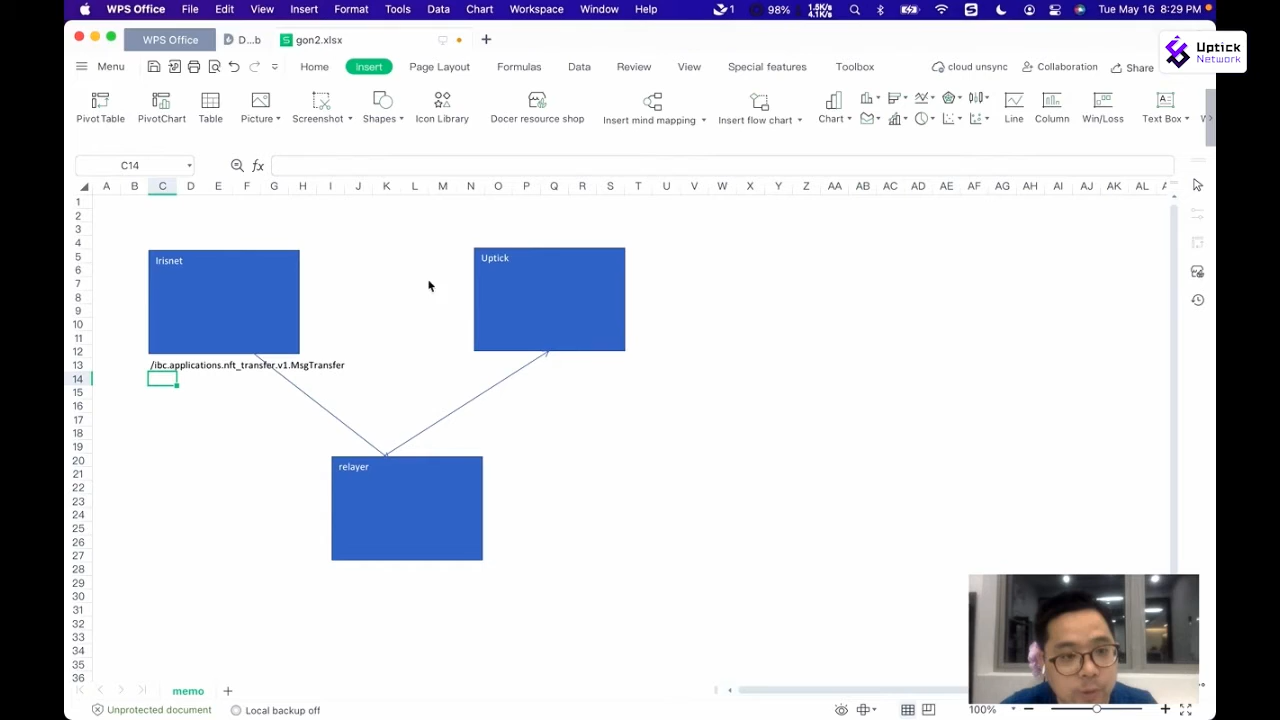 WPS Office File Edit View Insert Format Tools Data Chart Workspace Window Help 1 98% 1.5K/s 4.1K/s Tue May 16 8:29 PM
WPS Office D...b gon2.xlsx +
Uptick
Network
Menu Home Insert Page Layout Formulas Data Review View Special features Toolbox cloud unsync Collaboration Share
PivotTable PivotChart Table Picture Screenshot Shapes Icon Library Docer resource shop Insert mind mapping Insert flow chart Chart Line Column Win/Loss Text Box
C14 fx
A B C D E F G H I J K L M N O P Q R S T U V W X Y Z AA AB AC AD AE AF AG AH AI AJ AK AL
1
2
3
4
5
Irisnet Uptick
6
7
8
9
10
11
12
13 /ibc.applications.nft_transfer.v1.MsgTransfer
14
15
16
17
18
19
20 relayer
21
22
23
24
25
26
27
28
29
30
31
32
33
34
35
36
memo +
Unprotected document Local backup off 100% − +